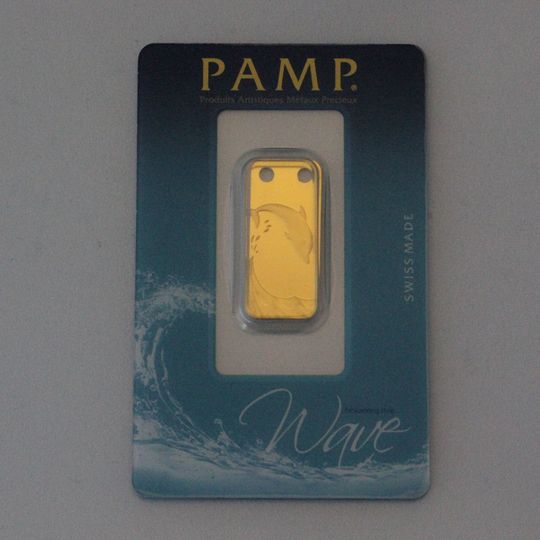 PAMP.
Produits Artistiques Métaux Précieux
SWISS MADE
Wave